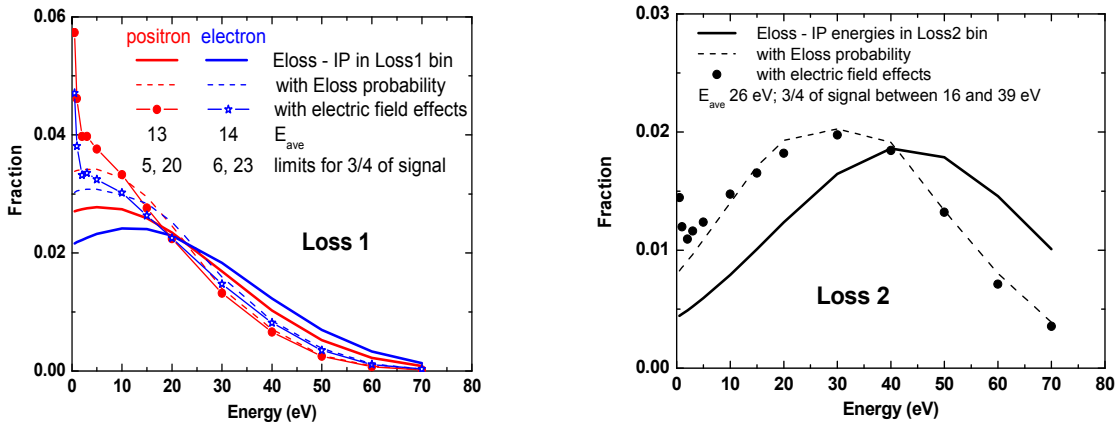 0.06
0.04
0.02
0.00
Fraction
positron electron
Eloss - IP in Loss1 bin
with Eloss probability
with electric field effects
13 14 E_ave
5, 20 6, 23 limits for 3/4 of signal
Loss 1
0 10 20 30 40 50 60 70 80
Energy (eV)
0.03
0.02
0.01
0.00
Fraction
Eloss - IP energies in Loss2 bin
with Eloss probability
with electric field effects
E_ave 26 eV; 3/4 of signal between 16 and 39 eV
Loss 2
0 10 20 30 40 50 60 70 80
Energy (eV)